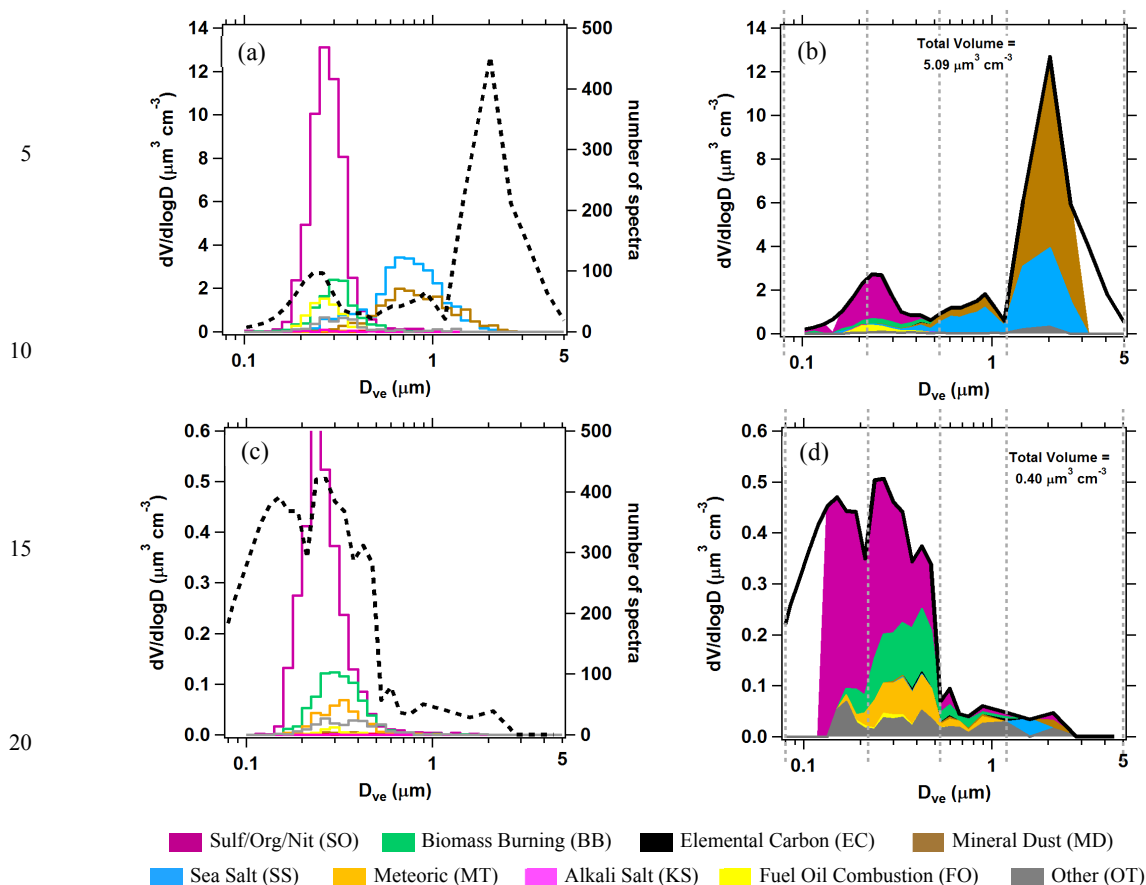 (a)
14
12
10
8
6
4
2
0
dV/dlogD (μm³ cm⁻³)
500
400
300
200
100
0
number of spectra
0.1
1
5
D_ve (μm)
(b)
Total Volume =
5.09 μm³ cm⁻³
14
12
10
8
6
4
2
0
dV/dlogD (μm³ cm⁻³)
0.1
1
5
D_ve (μm)
5
10
(c)
0.6
0.5
0.4
0.3
0.2
0.1
0.0
dV/dlogD (μm³ cm⁻³)
500
400
300
200
100
0
number of spectra
0.1
1
5
D_ve (μm)
(d)
Total Volume =
0.40 μm³ cm⁻³
0.6
0.5
0.4
0.3
0.2
0.1
0.0
dV/dlogD (μm³ cm⁻³)
0.1
1
5
D_ve (μm)
15
20
Sulf/Org/Nit (SO)
Biomass Burning (BB)
Elemental Carbon (EC)
Mineral Dust (MD)
Sea Salt (SS)
Meteoric (MT)
Alkali Salt (KS)
Fuel Oil Combustion (FO)
Other (OT)